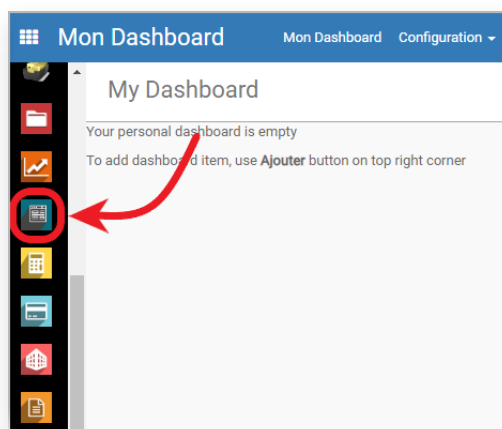 Mon Dashboard Mon Dashboard Configuration
My Dashboard
Your personal dashboard is empty
To add dashboard item, use Ajouter button on top right corner